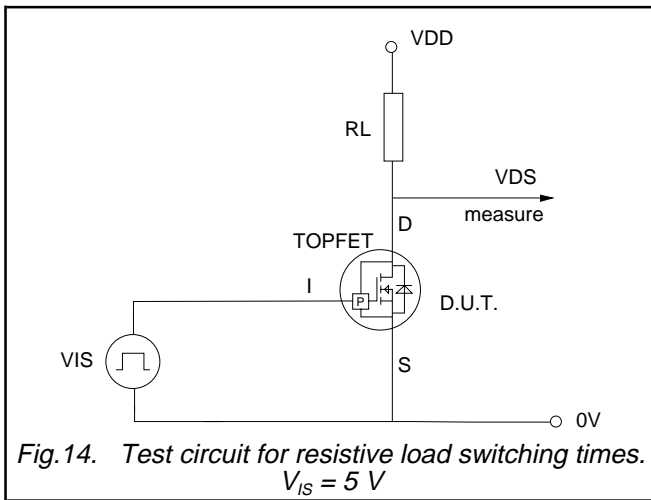 VDD
RL
VDS
measure
D
TOPFET
I
P
D.U.T.
VIS
S
0V
Fig.14. Test circuit for resistive load switching times.
VIS = 5 V